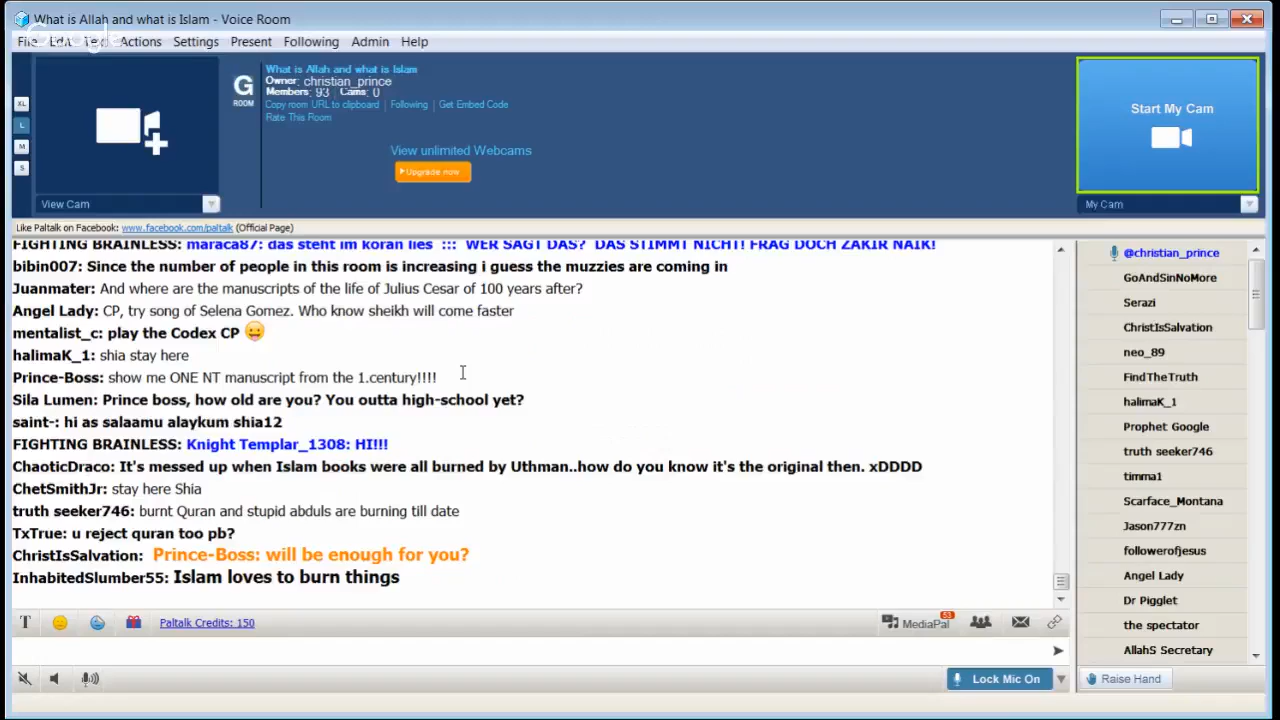 What is Allah and what is Islam - Voice Room
Google
File Edit Text Actions Settings Present Following Admin Help
XL
L
M
S
View Cam
G
ROOM
What is Allah and what is Islam
Owner: christian_prince
Members: 93 Cams: 0
Copy room URL to clipboard | Following | Get Embed Code
Rate This Room
View unlimited Webcams
Upgrade now
Start My Cam
My Cam
Like Paltalk on Facebook: www.facebook.com/paltalk (Official Page)
FIGHTING BRAINLESS: maraca87: das steht im koran lies ::: WER SAGT DAS? DAS STIMMT NICHT! FRAG DOCH ZAKIR NAIK!
bibin007: Since the number of people in this room is increasing i guess the muzzies are coming in
Juanmater: And where are the manuscripts of the life of Julius Cesar of 100 years after?
Angel Lady: CP, try song of Selena Gomez. Who know sheikh will come faster
mentalist_c: play the Codex CP
halimaK_1: shia stay here
Prince-Boss: show me ONE NT manuscript from the 1.century!!!!
Sila Lumen: Prince boss, how old are you? You outta high-school yet?
saint-: hi as salaamu alaykum shia12
FIGHTING BRAINLESS: Knight Templar_1308: HI!!!
ChaoticDraco: It's messed up when Islam books were all burned by Uthman..how do you know it's the original then. xDDDD
ChetSmithJr: stay here Shia
truth seeker746: burnt Quran and stupid abduls are burning till date
TxTrue: u reject quran too pb?
ChristIsSalvation: Prince-Boss: will be enough for you?
InhabitedSlumber55: Islam loves to burn things
@christian_prince
GoAndSinNoMore
Serazi
ChristIsSalvation
neo_89
FindTheTruth
halimaK_1
Prophet Google
truth seeker746
timma1
Scarface_Montana
Jason777zn
followerofjesus
Angel Lady
Dr Pigglet
the spectator
AllahS Secretary
T
Paltalk Credits: 150
MediaPal
53
Lock Mic On
Raise Hand